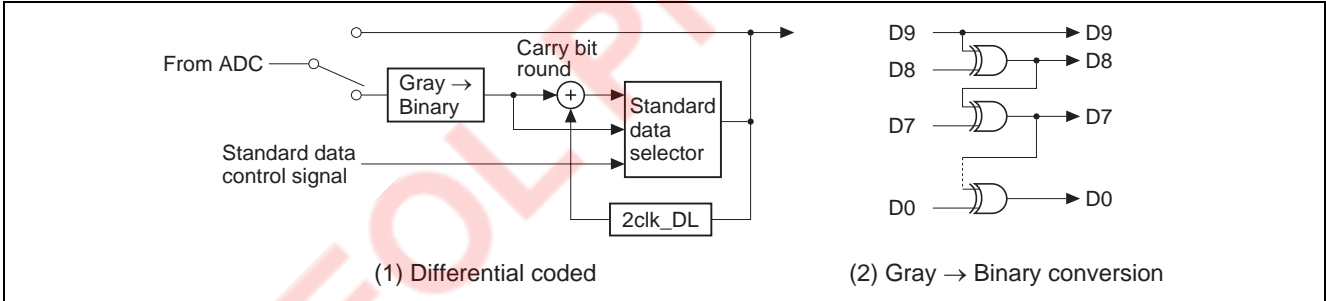 From ADC
Gray →
Binary
Carry bit
round
+
Standard
data
selector
Standard data
control signal
2clk_DL
(1) Differential coded
D9
D9
D8
D8
D7
D7
D0
D0
(2) Gray → Binary conversion